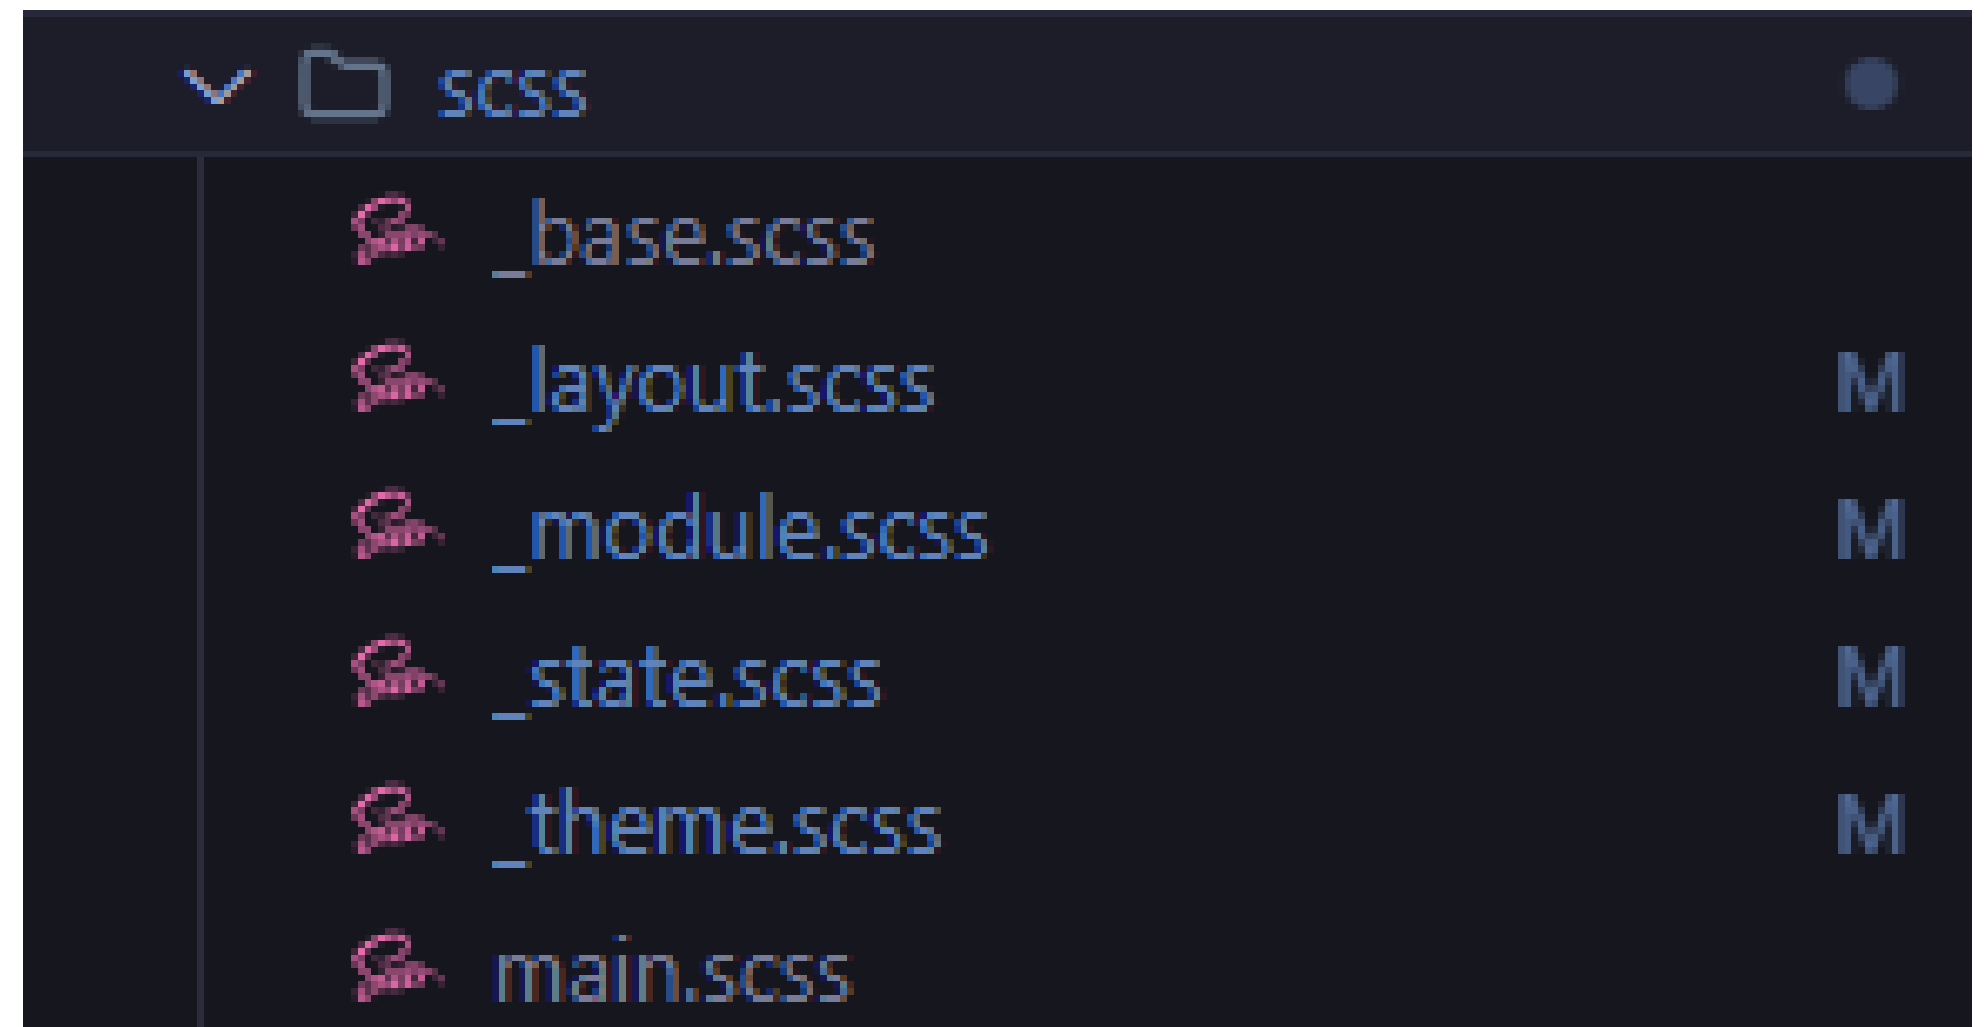 scss
_base.scss
_layout.scss M
_module.scss M
_state.scss M
_theme.scss M
main.scss